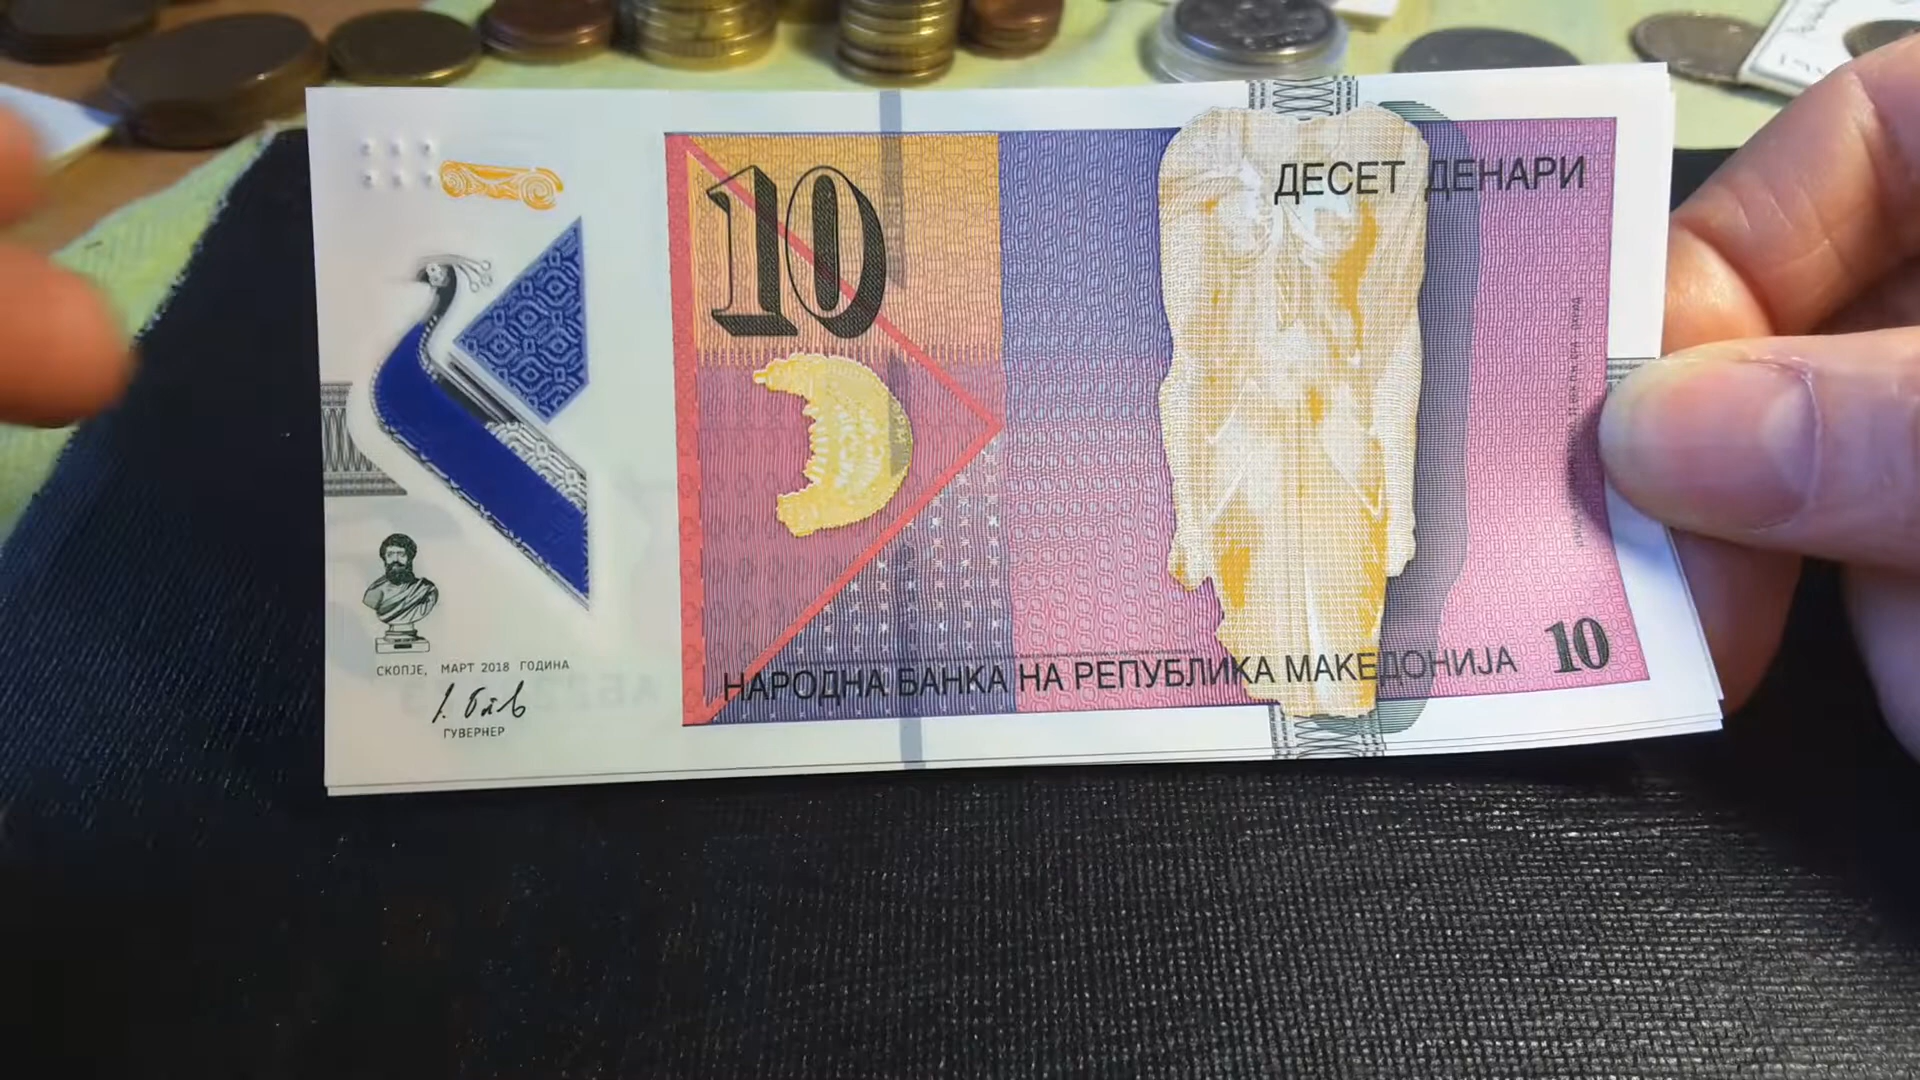 10
ДЕСЕТ ДЕНАРИ
СКОПЈЕ, МАРТ 2018 ГОДИНА
ГУВЕРНЕР
НАРОДНА БАНКА НА РЕПУБЛИКА МАКЕДОНИЈА 10